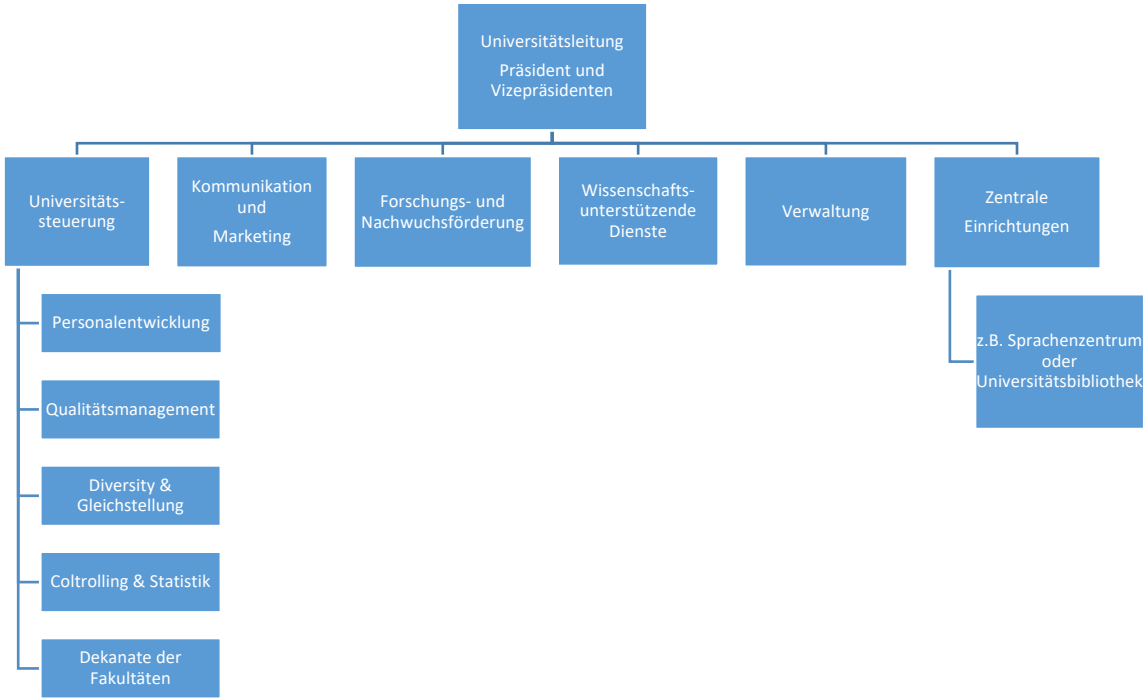 Universitätsleitung
Präsident und
Vizepräsidenten
Universitäts-
steuerung
Kommunikation
und
Marketing
Forschungs- und
Nachwuchsförderung
Wissenschafts-
unterstützende
Dienste
Verwaltung
Zentrale
Einrichtungen
Personalentwicklung
Qualitätsmanagement
Diversity &
Gleichstellung
Coltrolling & Statistik
Dekanate der
Fakultäten
z.B. Sprachenzentrum
oder
Universitätsbibliothek